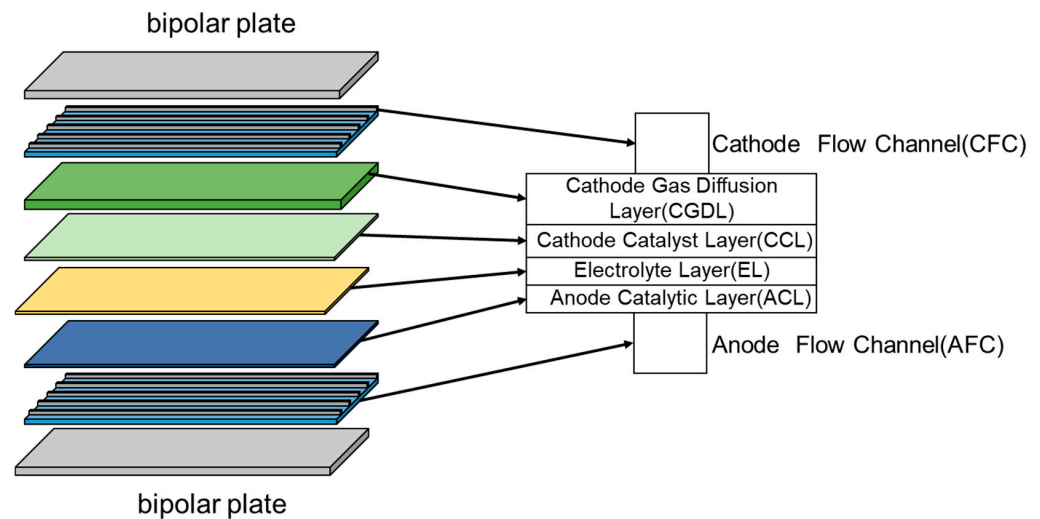 bipolar plate
Cathode Flow Channel(CFC)
Cathode Gas Diffusion
Layer(CGDL)
Cathode Catalyst Layer(CCL)
Electrolyte Layer(EL)
Anode Catalytic Layer(ACL)
Anode Flow Channel(AFC)
bipolar plate